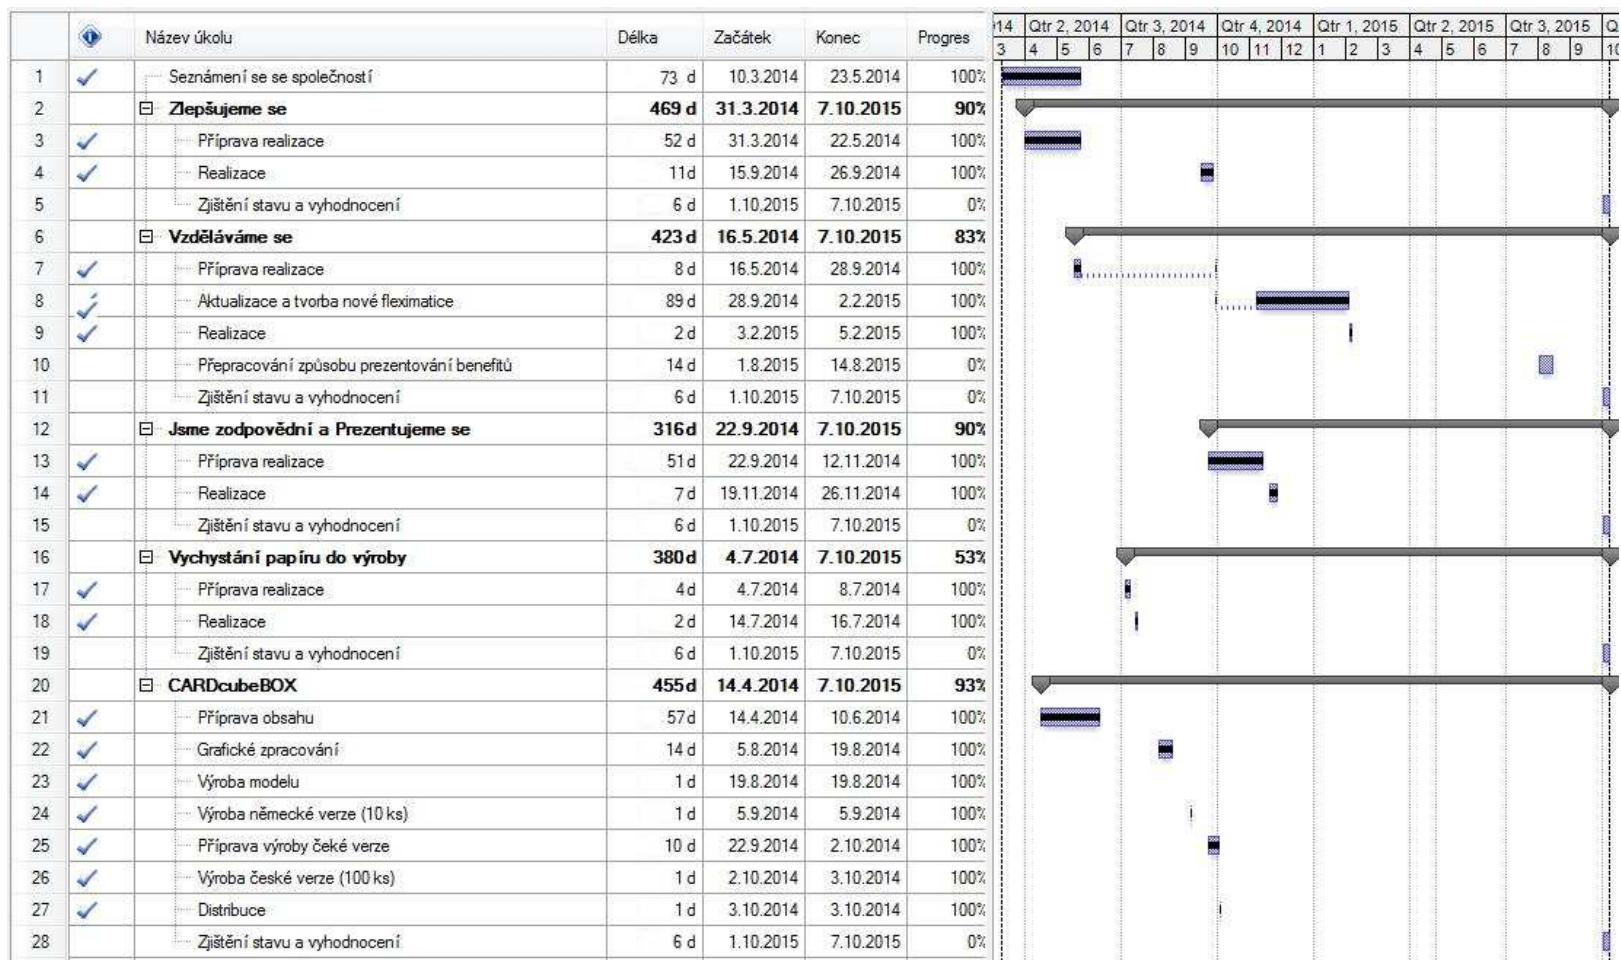 Název úkolu Délka Začátek Konec Progres
14 Qtr 2, 2014 Qtr 3, 2014 Qtr 4, 2014 Qtr 1, 2015 Qtr 2, 2015 Qtr 3, 2015 Q
3 4 5 6 7 8 9 10 11 12 1 2 3 4 5 6 7 8 9 10
1 Seznámení se se společností 73 d 10.3.2014 23.5.2014 100%
2 Zlepšujeme se 469 d 31.3.2014 7.10.2015 90%
3 Příprava realizace 52 d 31.3.2014 22.5.2014 100%
4 Realizace 11d 15.9.2014 26.9.2014 100%
5 Zjištění stavu a vyhodnocení 6 d 1.10.2015 7.10.2015 0%
6 Vzděláváme se 423 d 16.5.2014 7.10.2015 83%
7 Příprava realizace 8 d 16.5.2014 28.9.2014 100%
8 Aktualizace a tvorba nové fleximatice 89 d 28.9.2014 2.2.2015 100%
9 Realizace 2 d 3.2.2015 5.2.2015 100%
10 Přepracování způsobu prezentování benefitů 14 d 1.8.2015 14.8.2015 0%
11 Zjištění stavu a vyhodnocení 6 d 1.10.2015 7.10.2015 0%
12 Jsme zodpovědní a Prezentujeme se 316 d 22.9.2014 7.10.2015 90%
13 Příprava realizace 51 d 22.9.2014 12.11.2014 100%
14 Realizace 7 d 19.11.2014 26.11.2014 100%
15 Zjištění stavu a vyhodnocení 6 d 1.10.2015 7.10.2015 0%
16 Vychystání papíru do výroby 380 d 4.7.2014 7.10.2015 53%
17 Příprava realizace 4 d 4.7.2014 8.7.2014 100%
18 Realizace 2 d 14.7.2014 16.7.2014 100%
19 Zjištění stavu a vyhodnocení 6 d 1.10.2015 7.10.2015 0%
20 CARDcubeBOX 455 d 14.4.2014 7.10.2015 93%
21 Příprava obsahu 57 d 14.4.2014 10.6.2014 100%
22 Grafické zpracování 14 d 5.8.2014 19.8.2014 100%
23 Výroba modelu 1 d 19.8.2014 19.8.2014 100%
24 Výroba německé verze (10 ks) 1 d 5.9.2014 5.9.2014 100%
25 Příprava výroby čeké verze 10 d 22.9.2014 2.10.2014 100%
26 Výroba české verze (100 ks) 1 d 2.10.2014 3.10.2014 100%
27 Distribuce 1 d 3.10.2014 3.10.2014 100%
28 Zjištění stavu a vyhodnocení 6 d 1.10.2015 7.10.2015 0%